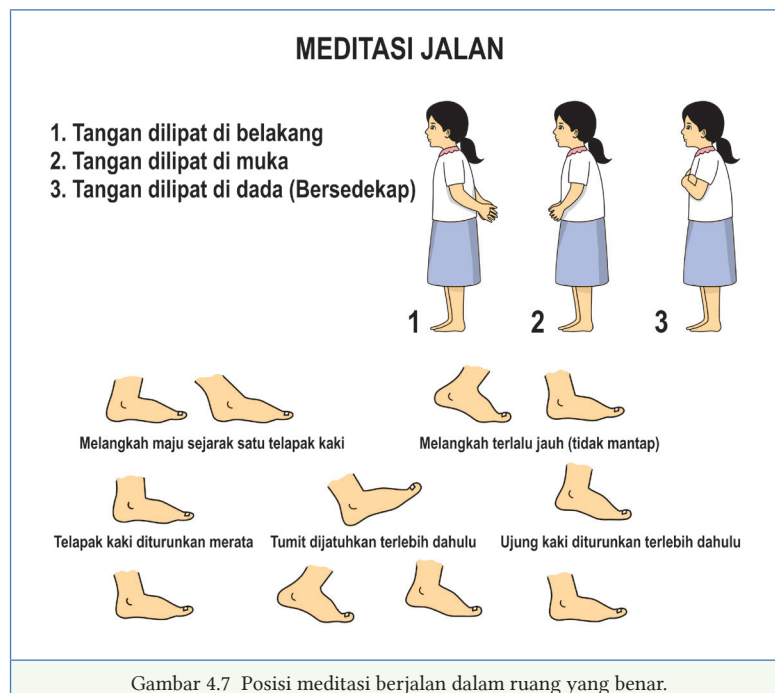 MEDITASI JALAN
1. Tangan dilipat di belakang
2. Tangan dilipat di muka
3. Tangan dilipat di dada (Bersedekap)
1 2 3
Melangkah maju sejarak satu telapak kaki
Melangkah terlalu jauh (tidak mantap)
Telapak kaki diturunkan merata
Tumit dijatuhkan terlebih dahulu
Ujung kaki diturunkan terlebih dahulu
Gambar 4.7 Posisi meditasi berjalan dalam ruang yang benar.